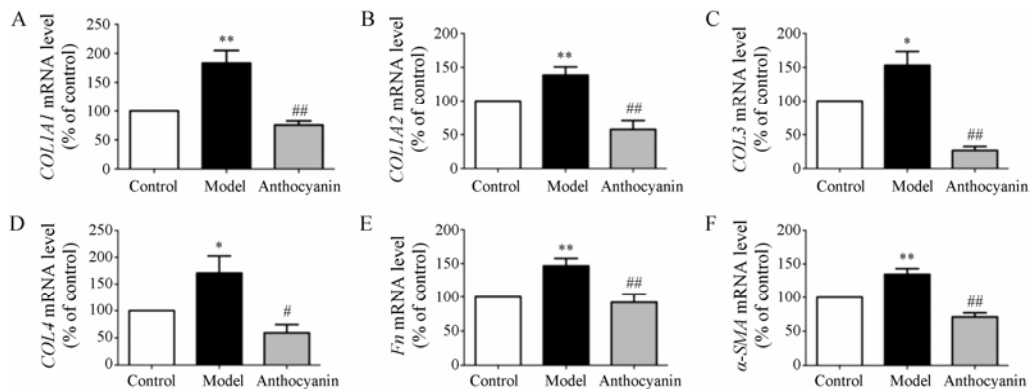 A
COL1A1 mRNA level
(% of control)
250
200
150
100
50
0
**
##
Control Model Anthocyanin
B
COL1A2 mRNA level
(% of control)
200
150
100
50
0
**
##
Control Model Anthocyanin
C
COL3 mRNA level
(% of control)
200
150
100
50
0
*
##
Control Model Anthocyanin
D
COL4 mRNA level
(% of control)
250
200
150
100
50
0
*
#
Control Model Anthocyanin
E
Fn mRNA level
(% of control)
200
150
100
50
0
**
##
Control Model Anthocyanin
F
α-SMA mRNA level
(% of control)
200
150
100
50
0
**
##
Control Model Anthocyanin